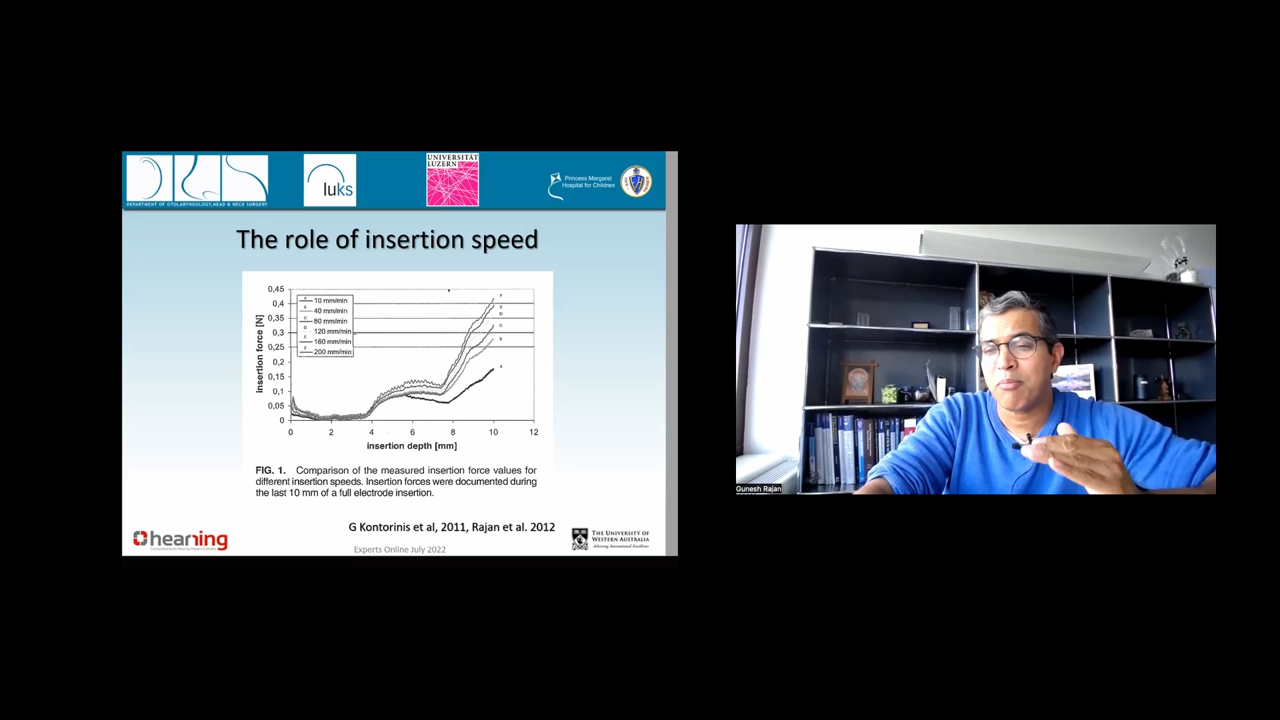 DEPARTMENT OF OTOLARYNGOLOGY, HEAD & NECK SURGERY
luks
UNIVERSITÄT
LUZERN
Princess Margaret
Hospital for Children
The role of insertion speed
insertion force [N]
0,45
0,4
0,35
0,3
0,25
0,2
0,15
0,1
0,05
0
A 10 mm/min
B 40 mm/min
C 80 mm/min
D 120 mm/min
E 160 mm/min
F 200 mm/min
F
E
D
C
B
A
0 2 4 6 8 10 12
insertion depth [mm]
FIG. 1. Comparison of the measured insertion force values for
different insertion speeds. Insertion forces were documented during
the last 10 mm of a full electrode insertion.
G Kontorinis et al, 2011, Rajan et al. 2012
hearring
Experts Online July 2022
THE UNIVERSITY OF
WESTERN AUSTRALIA
Achieving International Excellence
Gunesh Rajan